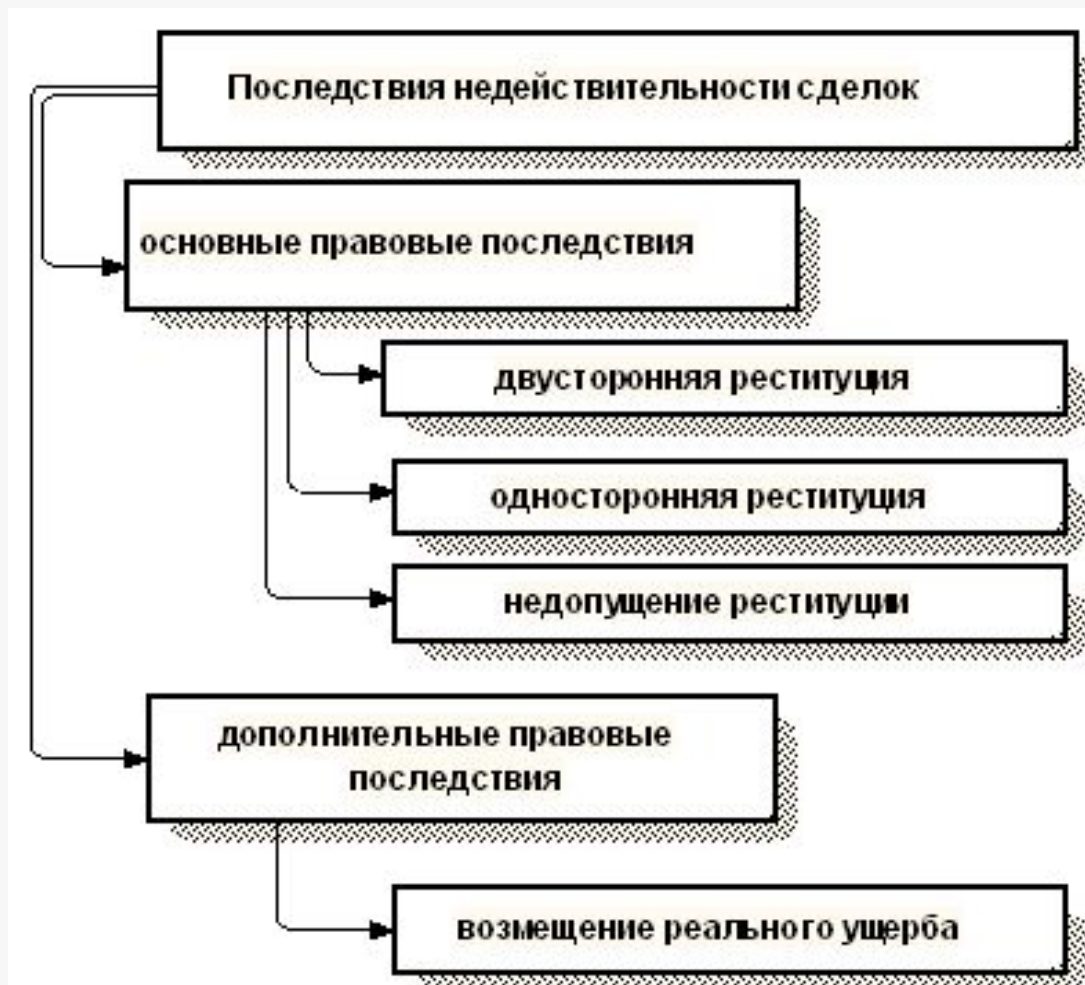 Последствия недействительности сделок
основные правовые последствия
двусторонняя реституция
односторонняя реституция
недопущение реституции
дополнительные правовые
последствия
возмещение реального ущерба